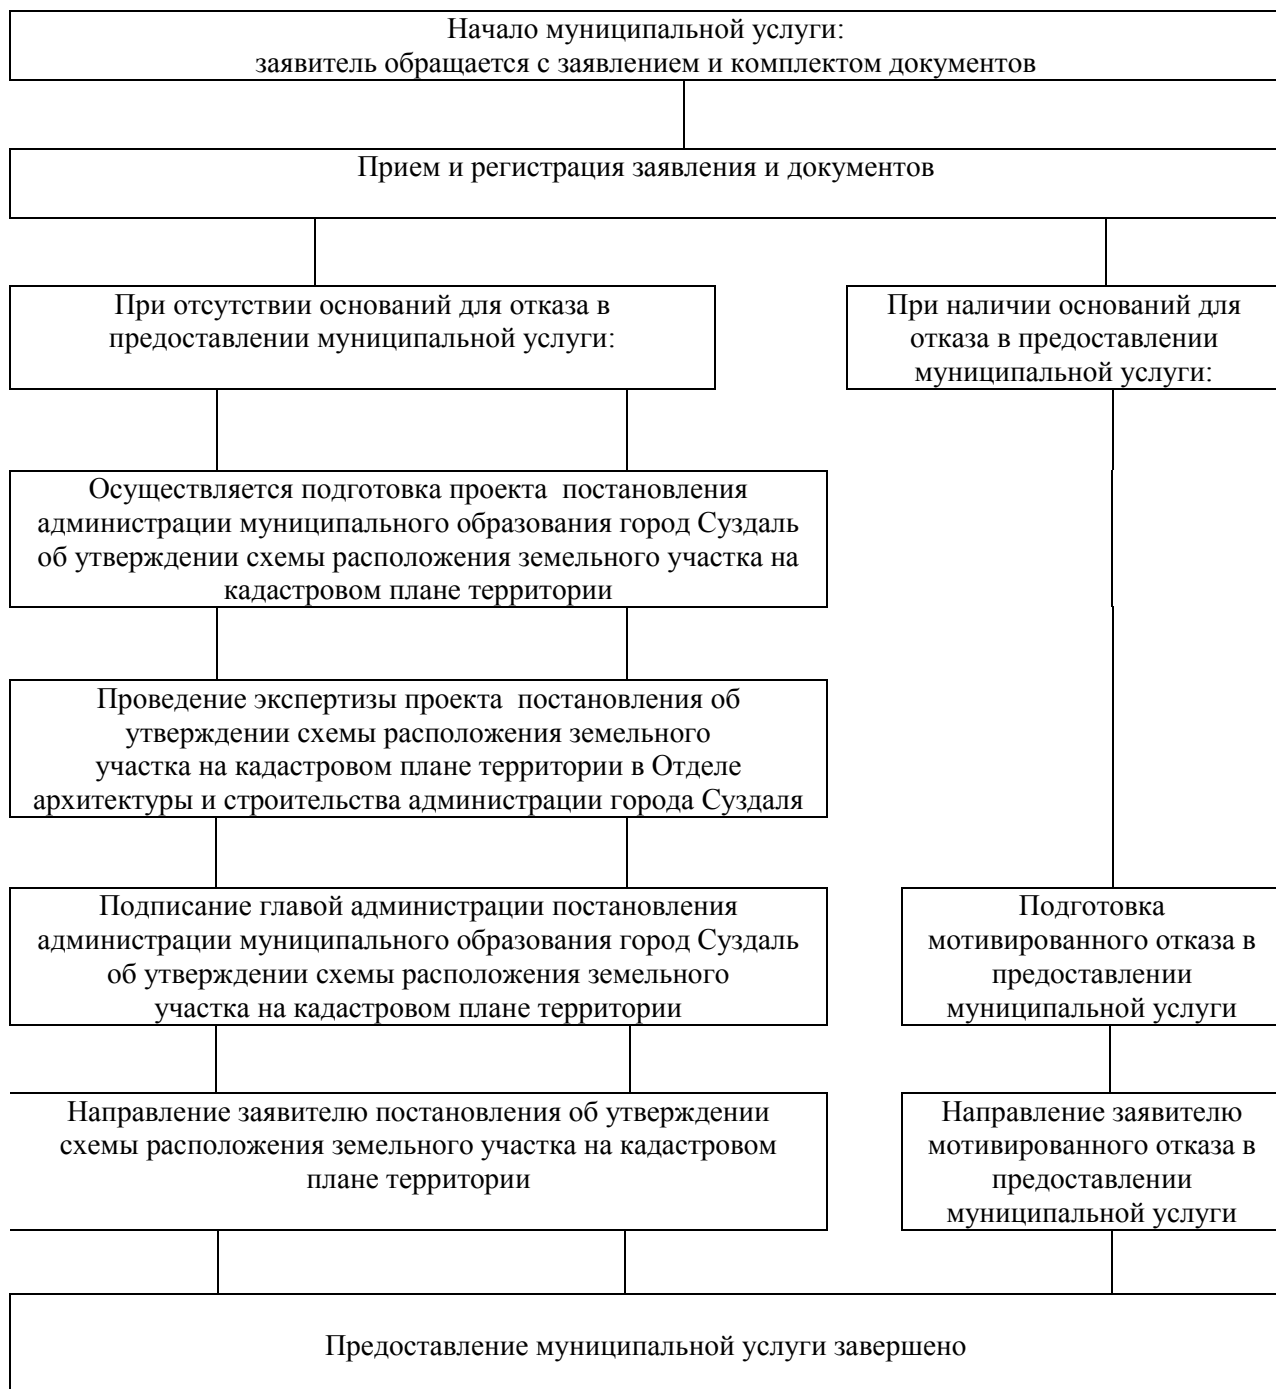 Начало муниципальной услуги:
заявитель обращается с заявлением и комплектом документов
Прием и регистрация заявления и документов
При отсутствии оснований для отказа в
предоставлении муниципальной услуги:
При наличии оснований для
отказа в предоставлении
муниципальной услуги:
Осуществляется подготовка проекта  постановления
администрации муниципального образования город Суздаль
об утверждении схемы расположения земельного участка на
кадастровом плане территории
Проведение экспертизы проекта  постановления об
утверждении схемы расположения земельного
участка на кадастровом плане территории в Отделе
архитектуры и строительства администрации города Суздаля
Подписание главой администрации постановления
администрации муниципального образования город Суздаль
об утверждении схемы расположения земельного
участка на кадастровом плане территории
Подготовка
мотивированного отказа в
предоставлении
муниципальной услуги
Направление заявителю постановления об утверждении
схемы расположения земельного участка на кадастровом
плане территории
Направление заявителю
мотивированного отказа в
предоставлении
муниципальной услуги
Предоставление муниципальной услуги завершено